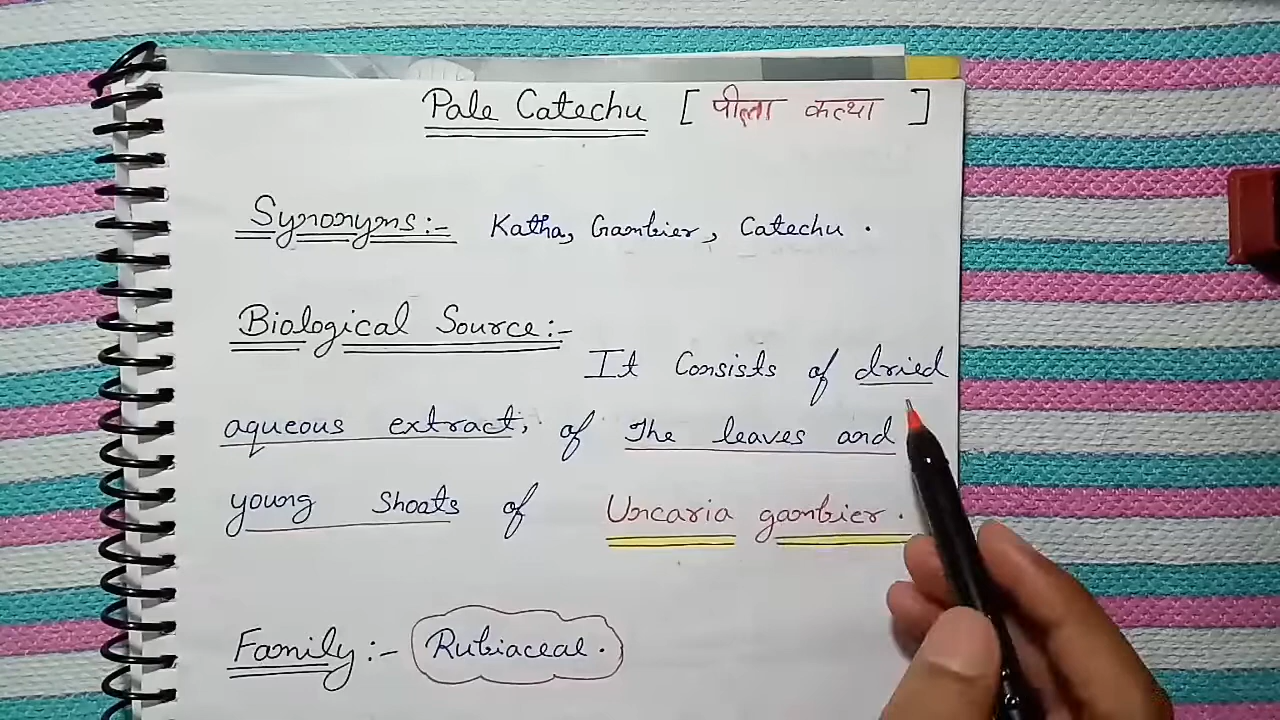 Pale Catechu [ पीला कत्था ]
Synonyms:- Katha, Gambier, Catechu.
Biological Source:-
It Consists of dried
aqueous extract, of The leaves and
young Shoots of Uncaria gambier.
Family:- Rubiaceae.